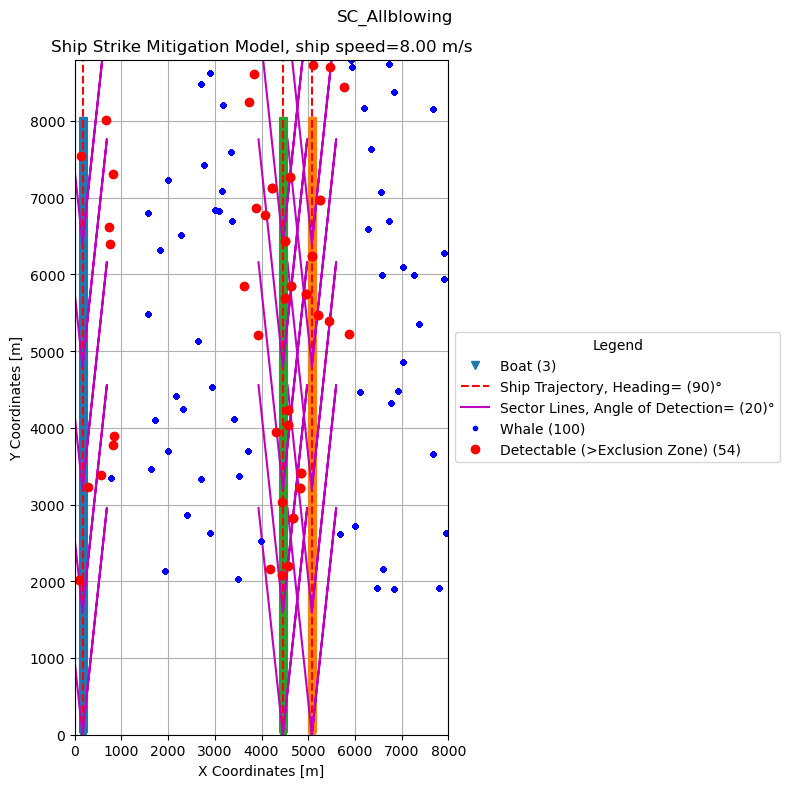 SC_Allblowing
Ship Strike Mitigation Model, ship speed=8.00 m/s
8000
7000
6000
5000
4000
3000
2000
1000
0
Y Coordinates [m]
0 1000 2000 3000 4000 5000 6000 7000 8000
X Coordinates [m]
Legend
Boat (3)
Ship Trajectory, Heading= (90)°
Sector Lines, Angle of Detection= (20)°
Whale (100)
Detectable (>Exclusion Zone) (54)